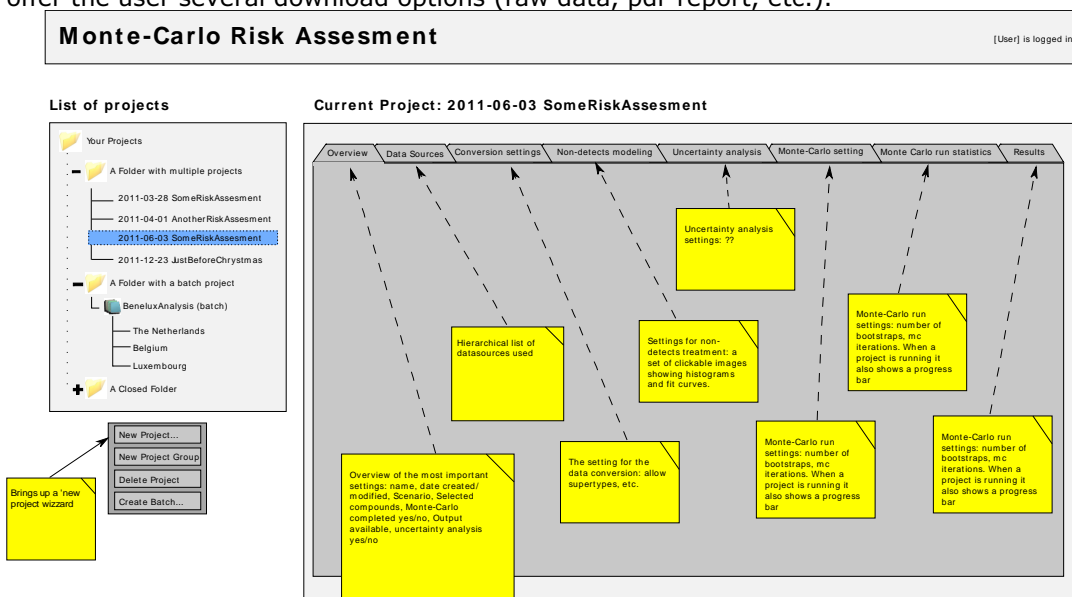 offer the user several download options (raw data, pdf report, etc.).
Monte-Carlo Risk Assesment
[User] is logged in
List of projects
Current Project: 2011-06-03 SomeRiskAssesment
Your Projects
A Folder with multiple projects
2011-03-28 SomeRiskAssesment
2011-04-01 AnotherRiskAssesment
2011-06-03 SomeRiskAssesment
2011-12-23 JustBeforeChrystmas
A Folder with a batch project
BeneluxAnalysis (batch)
The Netherlands
Belgium
Luxembourg
A Closed Folder
New Project...
New Project Group
Delete Project
Create Batch...
Brings up a 'new
project wizzard
Overview
Data Sources
Conversion settings
Non-detects modeling
Uncertainty analysis
Monte-Carlo setting
Monte Carlo run statistics
Results
Overview of the most important
settings: name, date created/
modified, Scenario, Selected
compounds, Monte-Carlo
completed yes/no, Output
available, uncertainty analysis
yes/no
Hierarchical list of
datasources used
The setting for the
data conversion: allow
supertypes, etc.
Settings for non-
detects treatment: a
set of clickable images
showing histograms
and fit curves.
Uncertainty analysis
settings: ??
Monte-Carlo run
settings: number of
bootstraps, mc
iterations. When a
project is running it
also shows a progress
bar
Monte-Carlo run
settings: number of
bootstraps, mc
iterations. When a
project is running it
also shows a progress
bar
Monte-Carlo run
settings: number of
bootstraps, mc
iterations. When a
project is running it
also shows a progress
bar